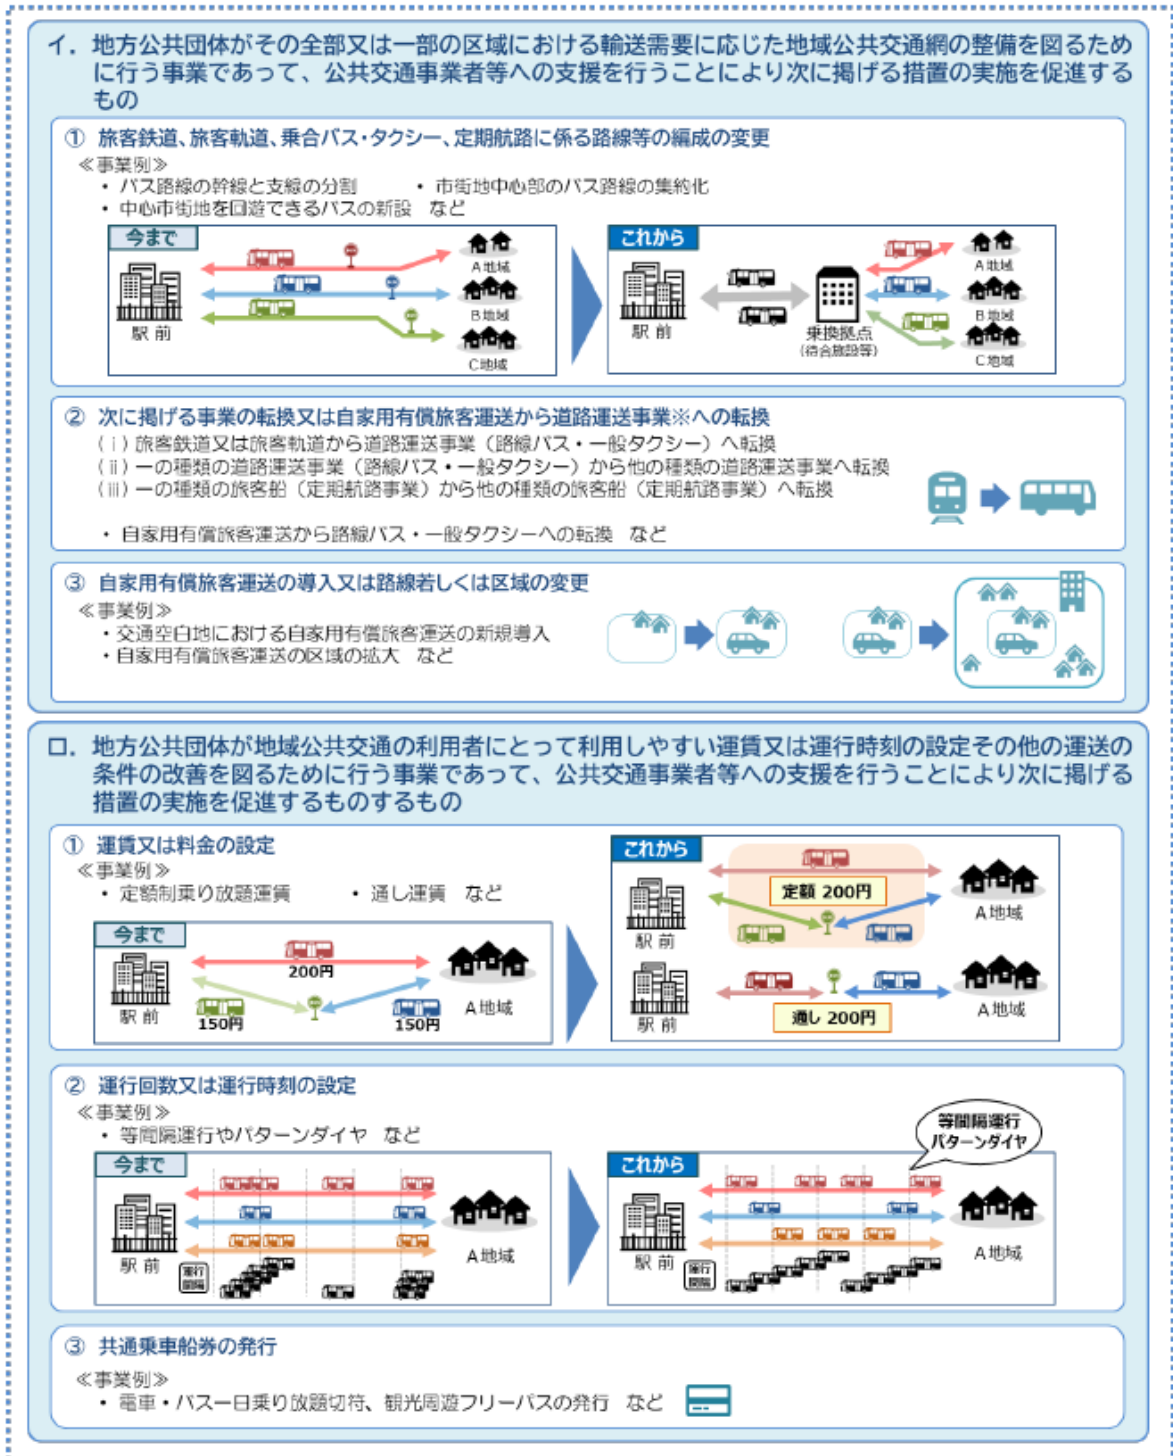 イ．地方公共団体がその全部又は一部の区域における輸送需要に応じた地域公共交通網の整備を図るため
に行う事業であって、公共交通事業者等への支援を行うことにより次に掲げる措置の実施を促進する
もの
① 旅客鉄道、旅客軌道、乗合バス・タクシー、定期航路に係る路線等の編成の変更
≪事業例≫
・ バス路線の幹線と支線の分割　・ 市街地中心部のバス路線の集約化
・ 中心市街地を回遊できるバスの新設　など
今まで
駅 前
A 地域
B 地域
C 地域
これから
駅 前
乗換拠点
(待合施設等)
A 地域
B 地域
C 地域
② 次に掲げる事業の転換又は自家用有償旅客運送から道路運送事業※への転換
(ⅰ) 旅客鉄道又は旅客軌道から道路運送事業（路線バス・一般タクシー）へ転換
(ⅱ) 一の種類の道路運送事業（路線バス・一般タクシー）から他の種類の道路運送事業へ転換
(ⅲ) 一の種類の旅客船（定期航路事業）から他の種類の旅客船（定期航路事業）へ転換
・ 自家用有償旅客運送から路線バス・一般タクシーへの転換　など
③ 自家用有償旅客運送の導入又は路線若しくは区域の変更
≪事業例≫
・交通空白地における自家用有償旅客運送の新規導入
・自家用有償旅客運送の区域の拡大　など
ロ．地方公共団体が地域公共交通の利用者にとって利用しやすい運賃又は運行時刻の設定その他の運送の
条件の改善を図るために行う事業であって、公共交通事業者等への支援を行うことにより次に掲げる
措置の実施を促進するものするもの
① 運賃又は料金の設定
≪事業例≫
・ 定額制乗り放題運賃　・ 通し運賃　など
今まで
駅 前
200円
150円
150円
A 地域
これから
駅 前
定額 200円
A 地域
駅 前
通し 200円
A 地域
② 運行回数又は運行時刻の設定
≪事業例≫
・ 等間隔運行やパターンダイヤ　など
今まで
駅 前
運行
間隔
A 地域
等間隔運行
パターンダイヤ
これから
駅 前
運行
間隔
A 地域
③ 共通乗車船券の発行
≪事業例≫
・ 電車・バス一日乗り放題切符、観光周遊フリーパスの発行　など